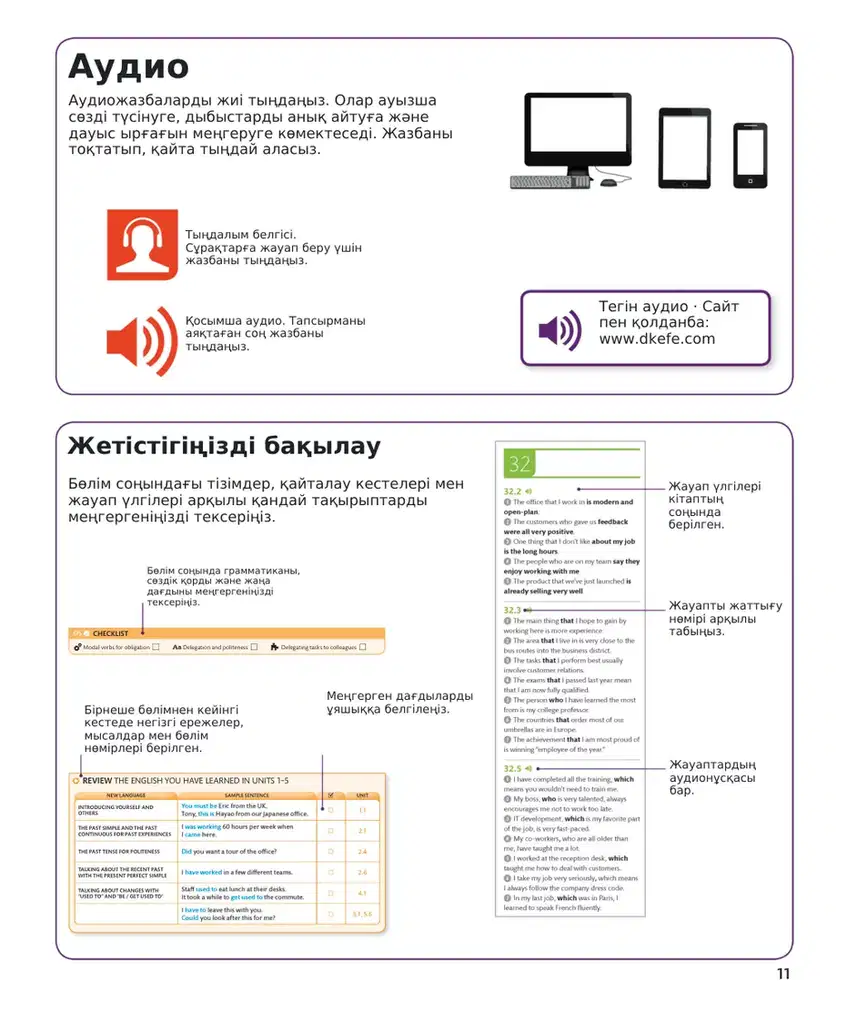 Аудио
Аудиожазбаларды жиі тыңдаңыз. Олар ауызша
сөзді түсінуге, дыбыстарды анық айтуға және
дауыс ырғағын меңгеруге көмектеседі. Жазбаны
тоқтатып, қайта тыңдай аласыз.
Тыңдалым белгісі.
Сұрақтарға жауап беру үшін
жазбаны тыңдаңыз.
Қосымша аудио. Тапсырманы
аяқтаған соң жазбаны
тыңдаңыз.
Тегін аудио · Сайт
пен қолданба:
www.dkefe.com
Жетістігіңізді бақылау
Бөлім соңындағы тізімдер, қайталау кестелері мен
жауап үлгілері арқылы қандай тақырыптарды
меңгергеніңізді тексеріңіз.
Бөлім соңында грамматиканы,
сөздік қорды және жаңа
дағдыны меңгергеніңізді
тексеріңіз.
CHECKLIST
Modal verbs for obligation
Aa Delegation and politeness
Delegating tasks to colleagues
Бірнеше бөлімнен кейінгі
кестеде негізгі ережелер,
мысалдар мен бөлім
нөмірлері берілген.
Меңгерген дағдыларды
ұяшыққа белгілеңіз.
REVIEW THE ENGLISH YOU HAVE LEARNED IN UNITS 1–5
NEW LANGUAGE SAMPLE SENTENCE UNIT
INTRODUCING YOURSELF AND
OTHERS
You must be Eric from the UK.
Tony, this is Hayao from our Japanese office.
1.1
THE PAST SIMPLE AND THE PAST
CONTINUOUS FOR PAST EXPERIENCES
I was working 60 hours per week when
I came here.
2.1
THE PAST TENSE FOR POLITENESS
Did you want a tour of the office?
2.4
TALKING ABOUT THE RECENT PAST
WITH THE PRESENT PERFECT SIMPLE
I have worked in a few different teams.
2.6
TALKING ABOUT CHANGES WITH
"USED TO" AND "BE / GET USED TO"
Staff used to eat lunch at their desks.
It took a while to get used to the commute.
4.1
I have to leave this with you.
Could you look after this for me?
32
32.2
1 The office that I work in is modern and
open-plan.
2 The customers who gave us feedback
were all very positive.
3 One thing that I don't like about my job
is the long hours.
4 The people who are on my team say they
enjoy working with me.
5 The product that we've just launched is
already selling very well.
32.3
1 The main thing that I hope to gain by
working here is more experience.
2 The area that I live in is very close to the
bus routes into the business district.
3 The tasks that I perform best usually
involve customer relations.
4 The exams that I passed last year mean
that I am now fully qualified.
5 The person who I have learned the most
from is my college professor.
6 The countries that order most of our
umbrellas are in Europe.
7 The achievement that I am most proud of
is winning "employee of the year."
32.5
1 I have completed all the training, which
means you wouldn't need to train me.
2 My boss, who is very talented, always
encourages me not to work too late.
3 IT development, which is my favorite part
of the job, is very fast-paced.
4 My co-workers, who are all older than
me, have taught me a lot.
5 I worked at the reception desk, which
taught me how to deal with customers.
6 I take my job very seriously, which means
I always follow the company dress code.
7 In my last job, which was in Paris, I
learned to speak French fluently.
Жауап үлгілері
кітаптың
соңында
берілген.
Жауапты жаттығу
нөмірі арқылы
табыңыз.
Жауаптардың
аудионұсқасы
бар.
11